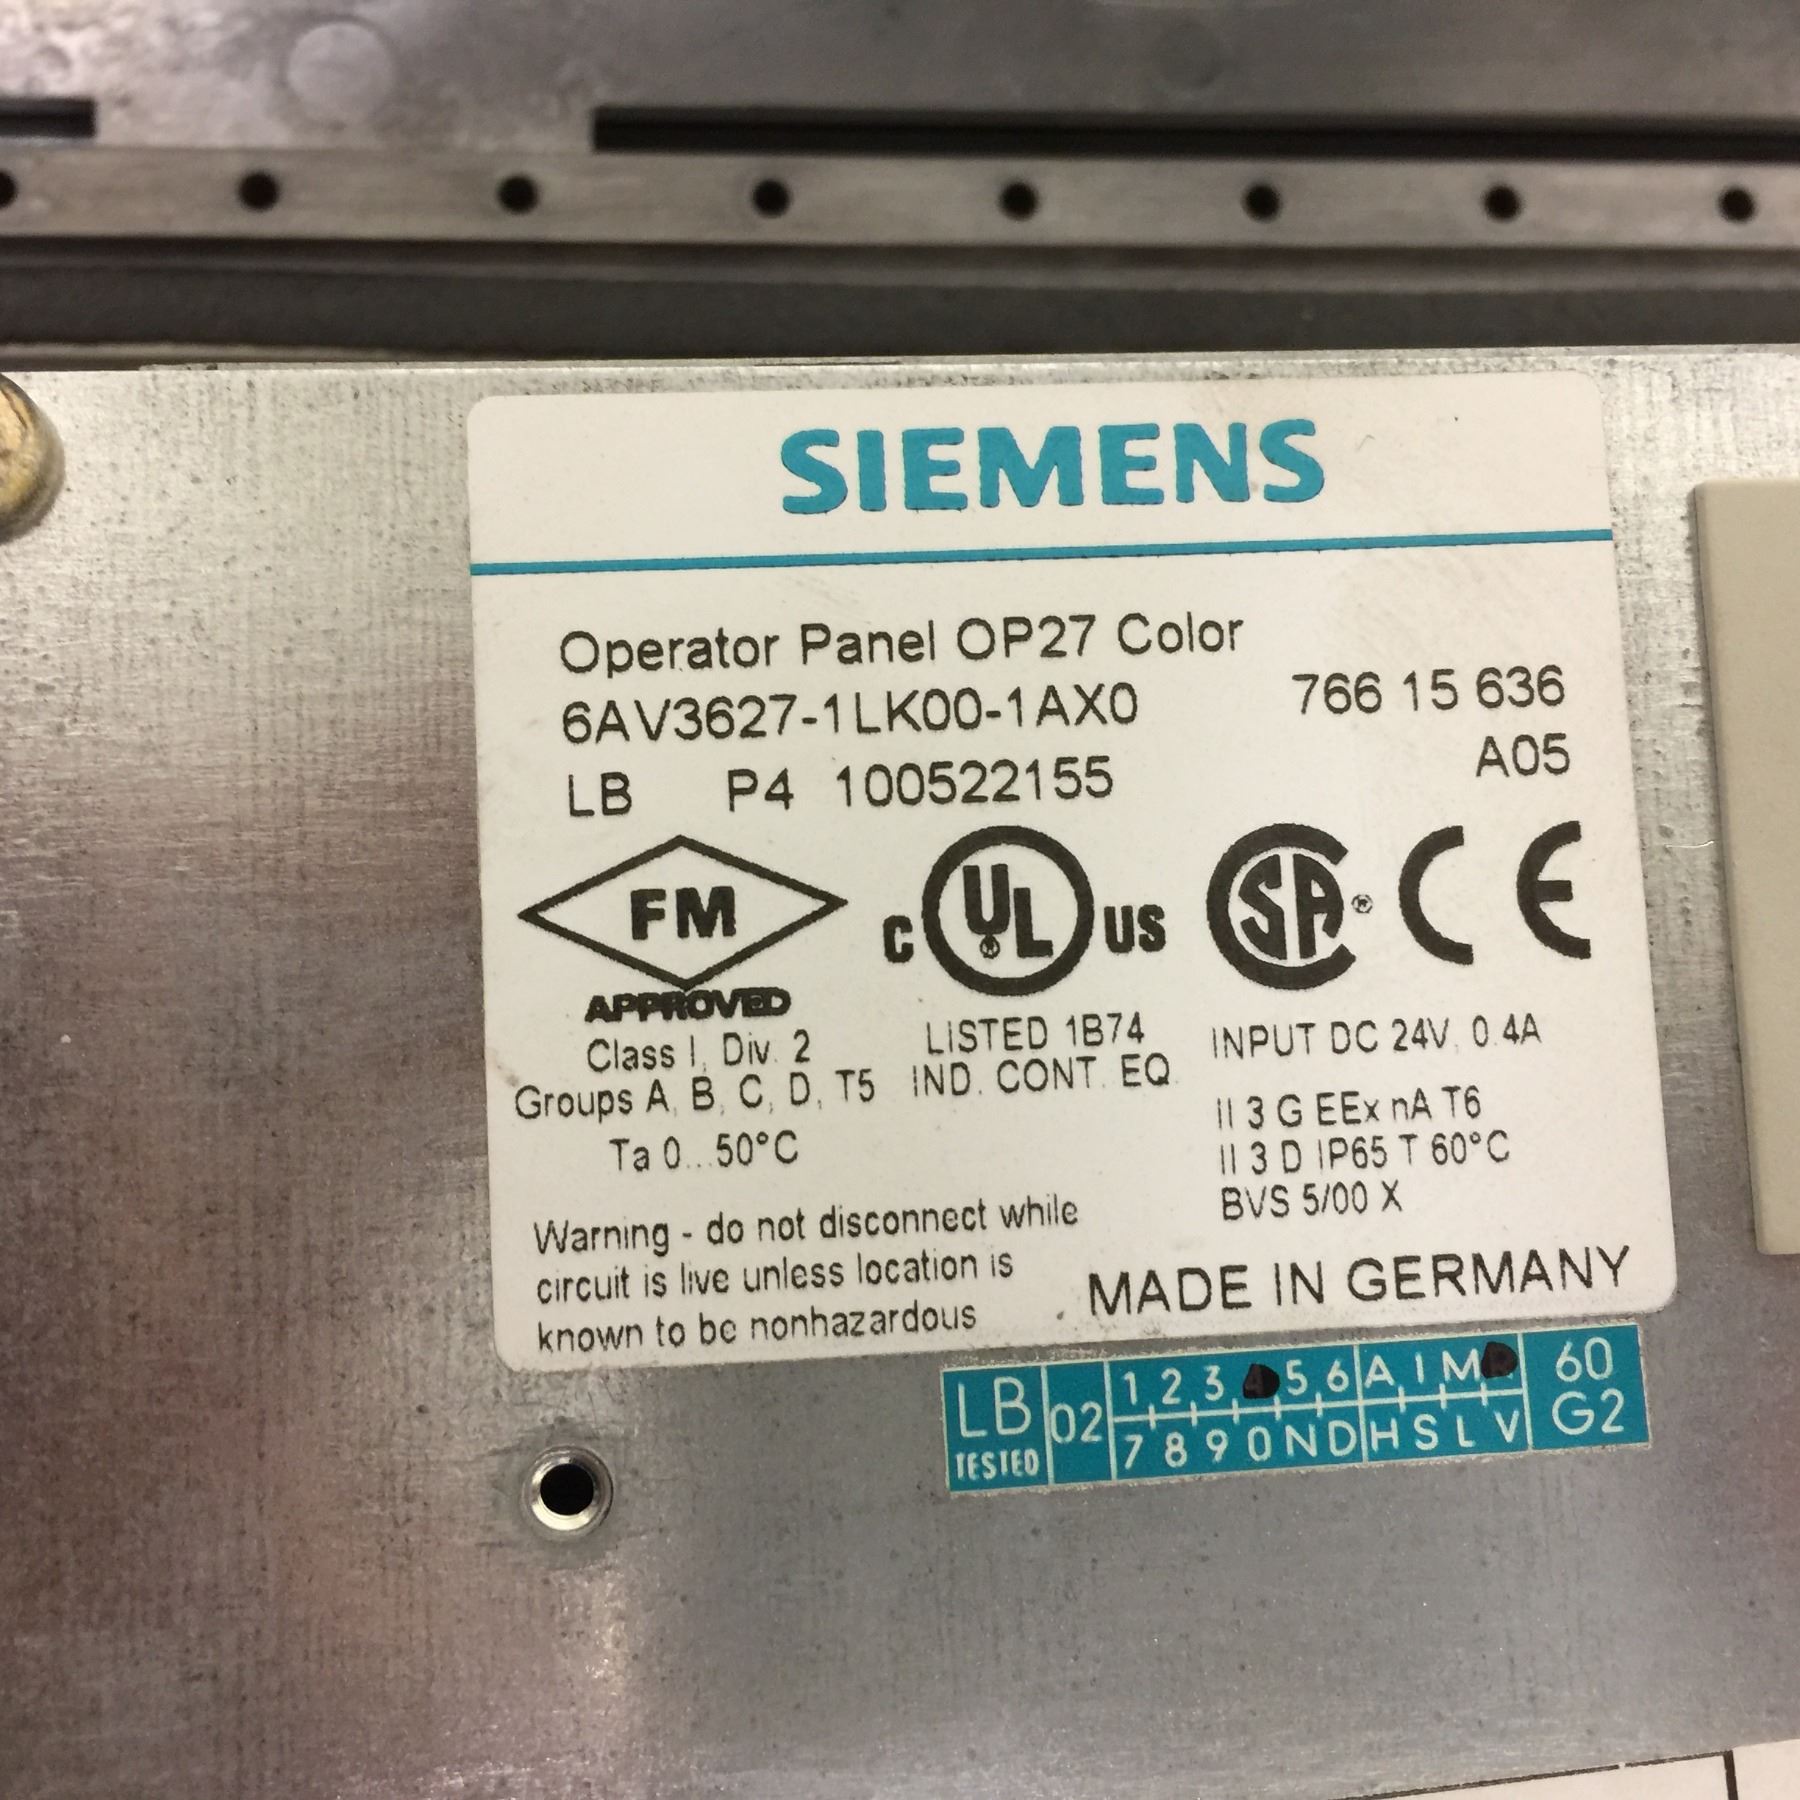 SIEMENS
Operator Panel OP27 Color
6AV3627-1LK00-1AX0 766 15 636
LB P4 100522155 A05
FM
APPROVED
Class I, Div. 2
Groups A, B, C, D, T5
Ta 0...50°C
C UL US
LISTED 1B74
IND. CONT. EQ.
SA ® CE
INPUT DC 24V, 0.4A
II 3 G EEx nA T6
II 3 D IP65 T 60°C
BVS 5/00 X
Warning - do not disconnect while
circuit is live unless location is
known to be nonhazardous
MADE IN GERMANY
LB TESTED 02
1 2 3 4 5 6 A I M
7 8 9 0 N D H S L V
60
G2